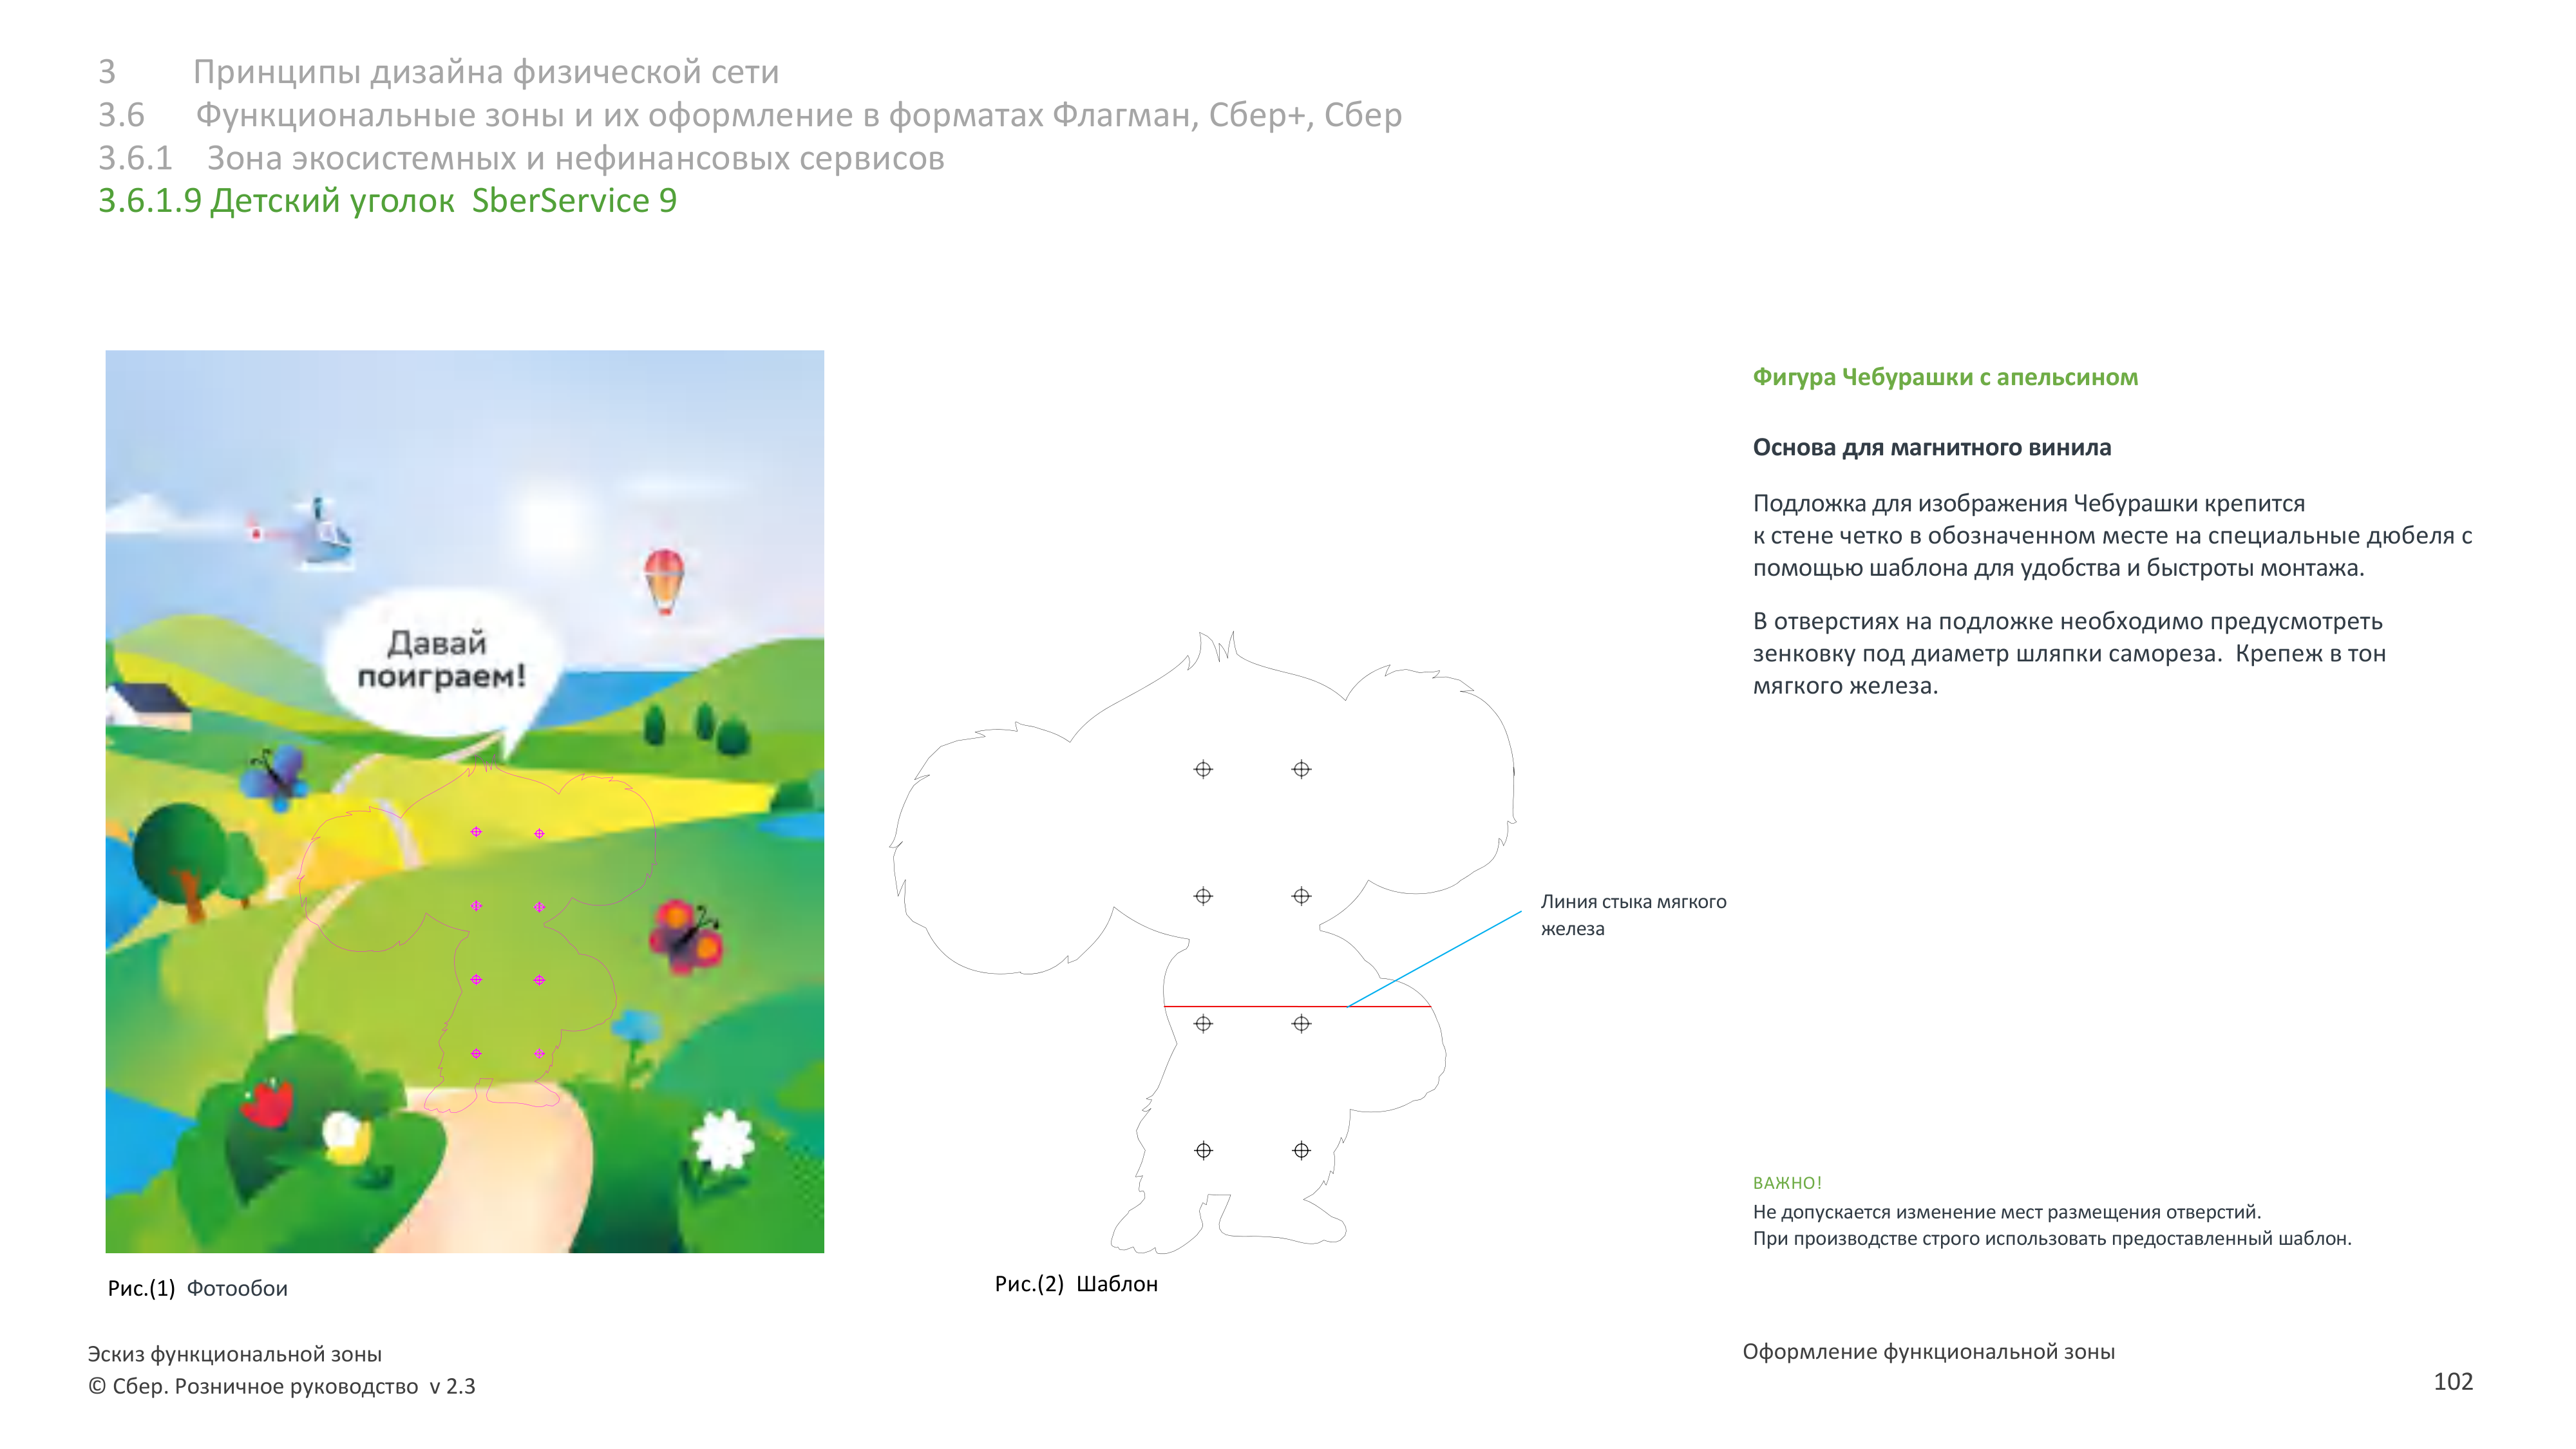 3 Принципы дизайна физической сети
3.6 Функциональные зоны и их оформление в форматах Флагман, Сбер+, Сбер
3.6.1 Зона экосистемных и нефинансовых сервисов
3.6.1.9 Детский уголок SberService 9
Давай
поиграем!
Рис.(1) Фотообои
Линия стыка мягкого
железа
Рис.(2) Шаблон
Фигура Чебурашки с апельсином
Основа для магнитного винила
Подложка для изображения Чебурашки крепится
к стене четко в обозначенном месте на специальные дюбеля с
помощью шаблона для удобства и быстроты монтажа.
В отверстиях на подложке необходимо предусмотреть
зенковку под диаметр шляпки самореза. Крепеж в тон
мягкого железа.
ВАЖНО!
Не допускается изменение мест размещения отверстий.
При производстве строго использовать предоставленный шаблон.
Эскиз функциональной зоны
© Сбер. Розничное руководство v 2.3
Оформление функциональной зоны
102